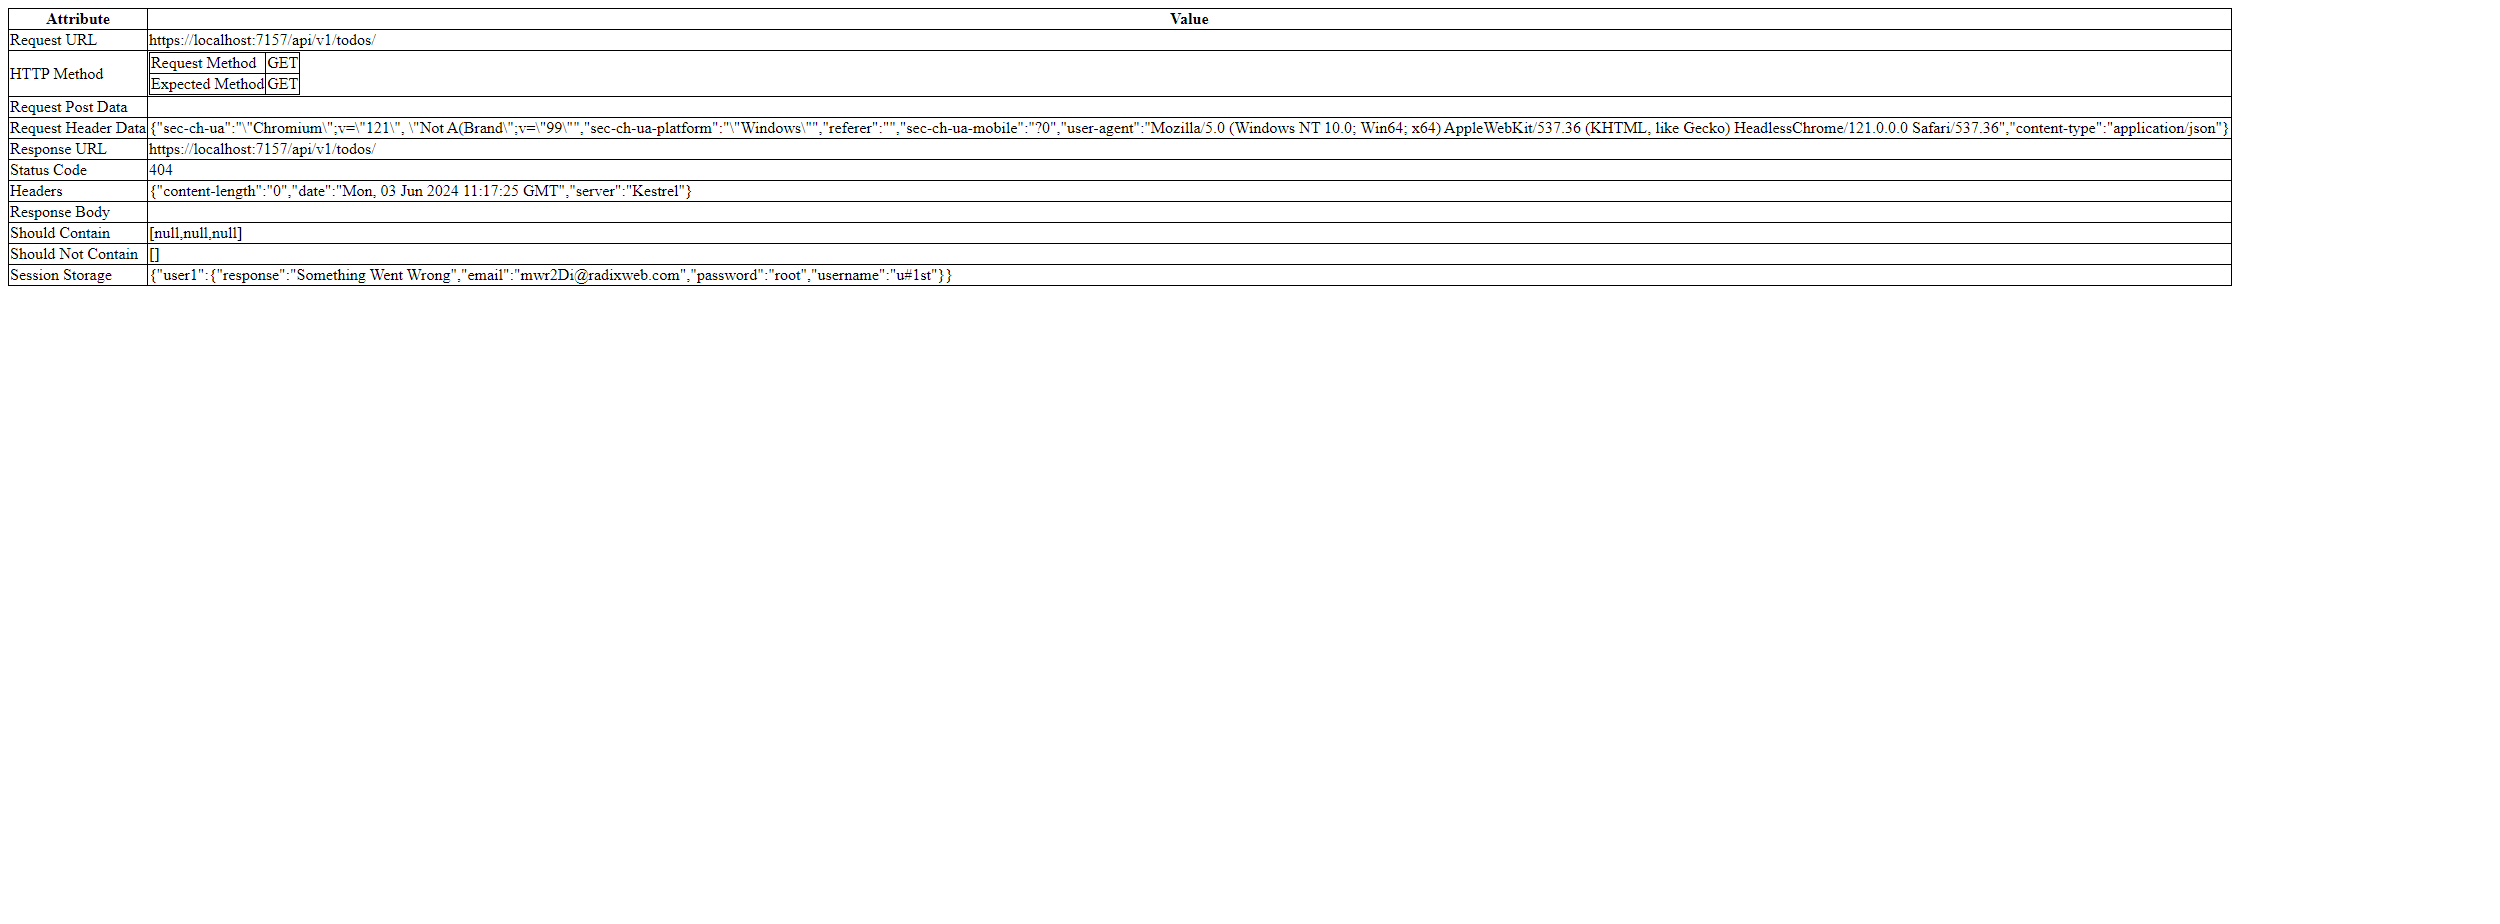 Attribute Value
Request URL https://localhost:7157/api/v1/todos/
HTTP Method
Request Method GET
Expected Method GET
Request Post Data
Request Header Data {"sec-ch-ua":"\"Chromium\";v=\"121\", \"Not A(Brand\";v=\"99\"","sec-ch-ua-platform":"\"Windows\"","referer":"","sec-ch-ua-mobile":"?0","user-agent":"Mozilla/5.0 (Windows NT 10.0; Win64; x64) AppleWebKit/537.36 (KHTML, like Gecko) HeadlessChrome/121.0.0.0 Safari/537.36","content-type":"application/json"}
Response URL https://localhost:7157/api/v1/todos/
Status Code 404
Headers {"content-length":"0","date":"Mon, 03 Jun 2024 11:17:25 GMT","server":"Kestrel"}
Response Body
Should Contain [null,null,null]
Should Not Contain []
Session Storage {"user1":{"response":"Something Went Wrong","email":"mwr2Di@radixweb.com","password":"root","username":"u#1st"}}